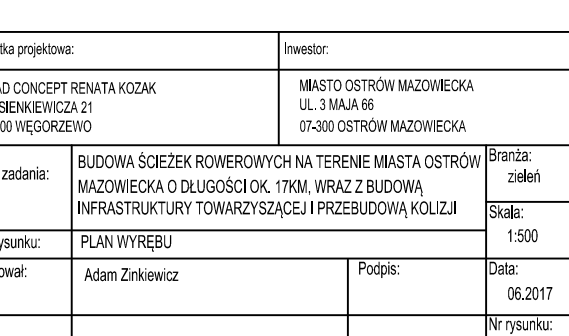 tka projektowa:
Inwestor:
AD CONCEPT RENATA KOZAK
SIENKIEWICZA 21
00 WĘGORZEWO
MIASTO OSTRÓW MAZOWIECKA
UL. 3 MAJA 66
07-300 OSTRÓW MAZOWIECKA
zadania:
BUDOWA ŚCIEŻEK ROWEROWYCH NA TERENIE MIASTA OSTRÓW
MAZOWIECKA O DŁUGOŚCI OK. 17KM, WRAZ Z BUDOWĄ
INFRASTRUKTURY TOWARZYSZĄCEJ I PRZEBUDOWĄ KOLIZJI
Branża:
zieleń
Skala:
1:500
ysunku:
PLAN WYRĘBU
ował:
Adam Zinkiewicz
Podpis:
Data:
06.2017
Nr rysunku: